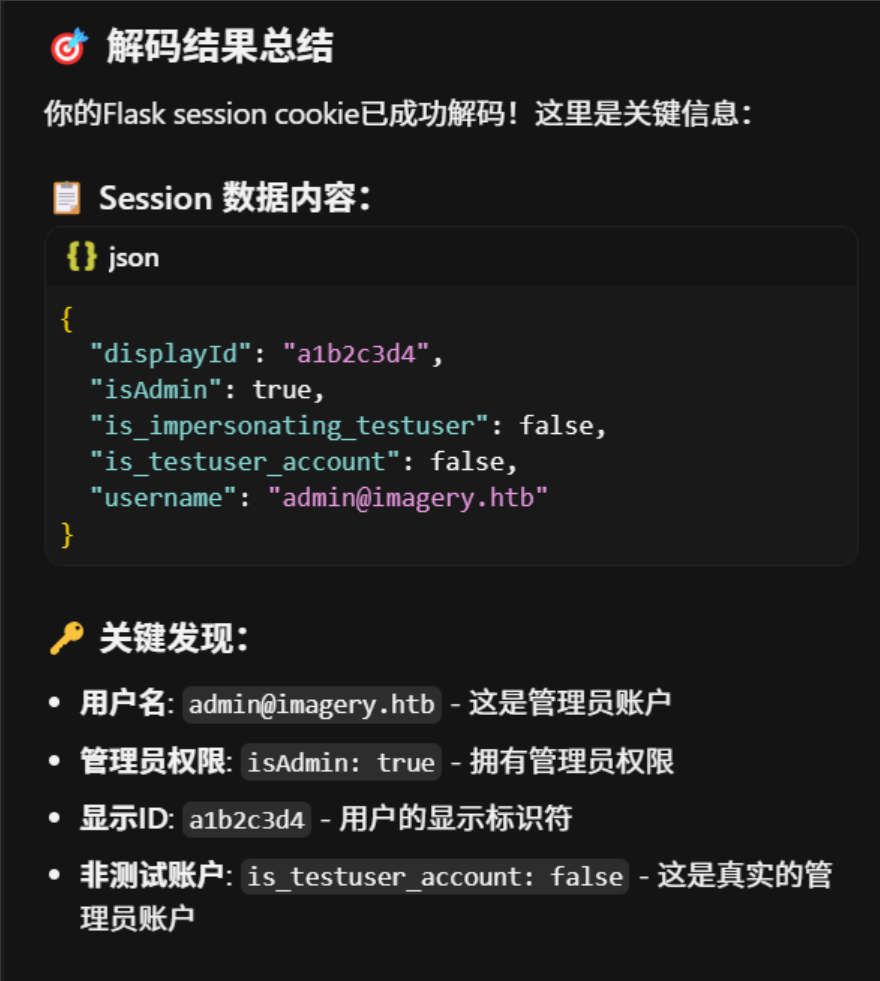 🎯 解码结果总结
你的Flask session cookie已成功解码！这里是关键信息：
📋 Session 数据内容：
{} json
{
  "displayId": "a1b2c3d4",
  "isAdmin": true,
  "is_impersonating_testuser": false,
  "is_testuser_account": false,
  "username": "admin@imagery.htb"
}
🔑 关键发现：
• 用户名: admin@imagery.htb - 这是管理员账户
• 管理员权限: isAdmin: true - 拥有管理员权限
• 显示ID: a1b2c3d4 - 用户的显示标识符
• 非测试账户: is_testuser_account: false - 这是真实的管
理员账户